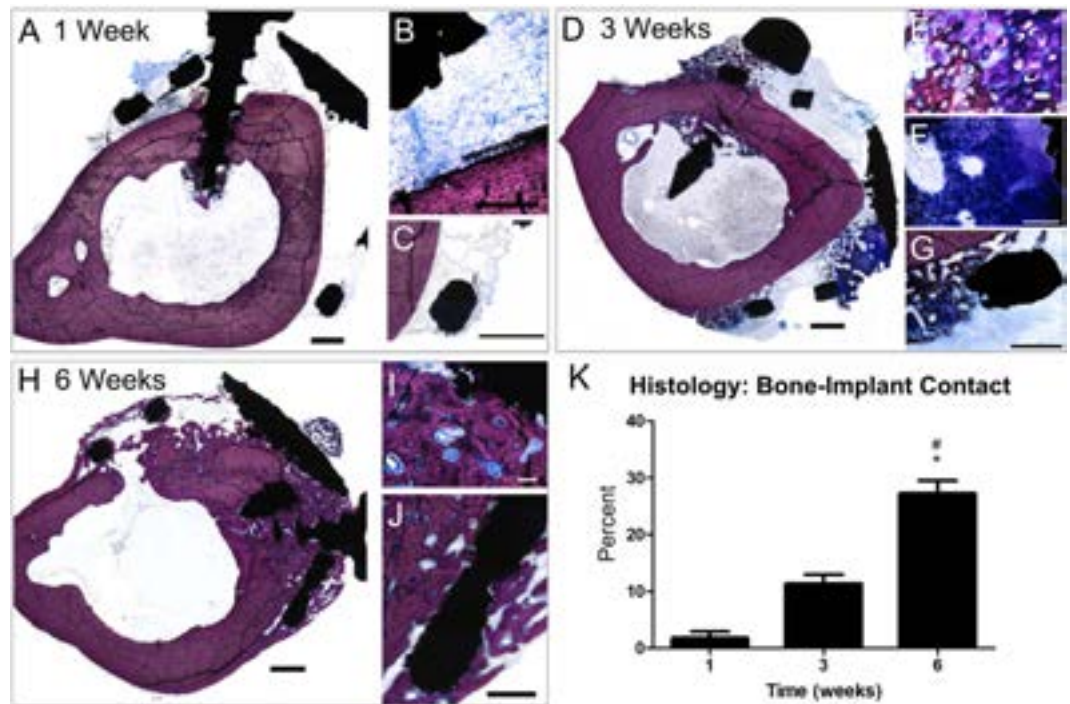 A 1 Week
B
C
D 3 Weeks
E
F
G
H 6 Weeks
I
J
K
Histology: Bone-Implant Contact
40
30
20
10
0
Percent
#
*
1 3 6
Time (weeks)